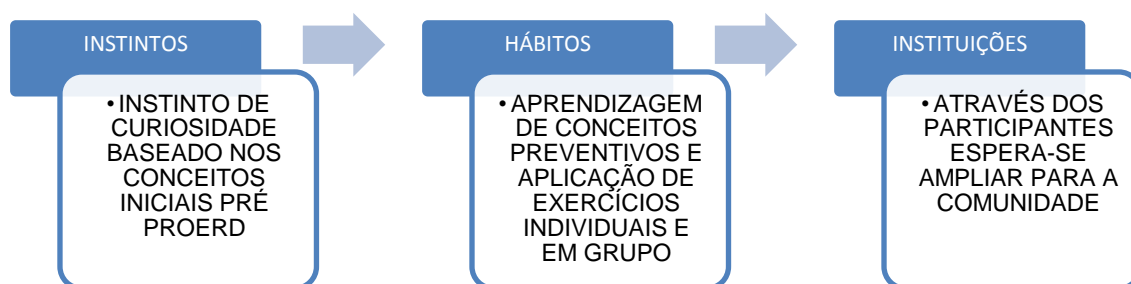 INSTINTOS
• INSTINTO DE
CURIOSIDADE
BASEADO NOS
CONCEITOS
INICIAIS PRÉ
PROERD
HÁBITOS
• APRENDIZAGEM
DE CONCEITOS
PREVENTIVOS E
APLICAÇÃO DE
EXERCÍCIOS
INDIVIDUAIS E
EM GRUPO
INSTITUIÇÕES
• ATRAVÉS DOS
PARTICIPANTES
ESPERA-SE
AMPLIAR PARA A
COMUNIDADE